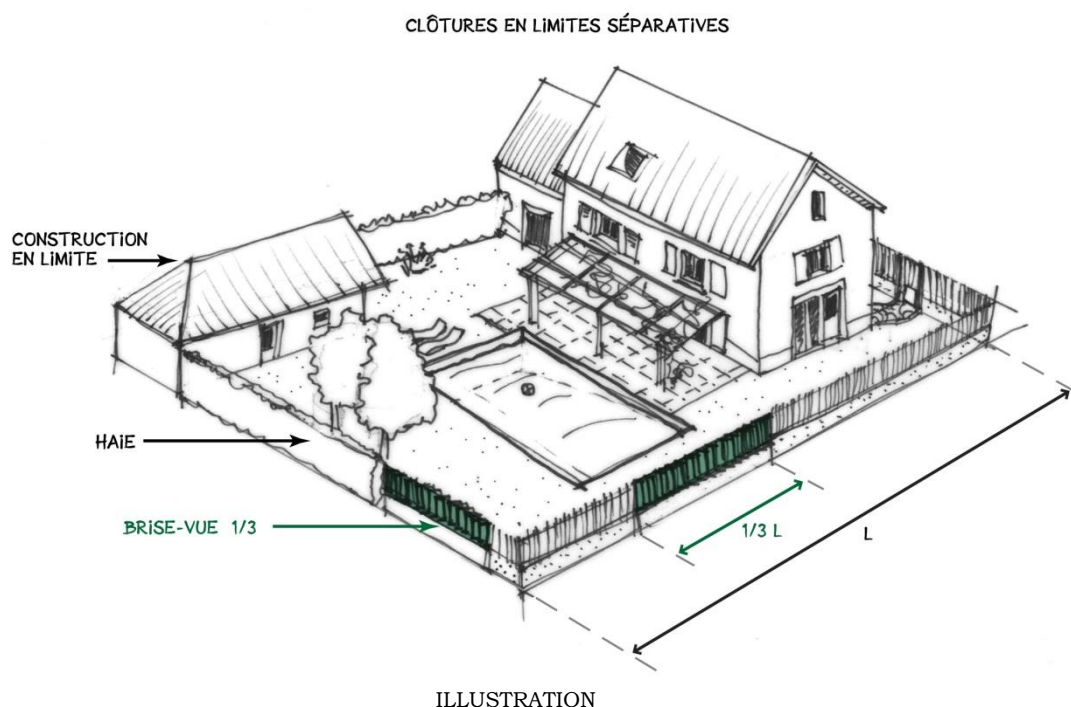 CLÔTURES EN LIMITES SÉPARATIVES
CONSTRUCTION
EN LIMITE
HAIE
BRISE-VUE 1/3
1/3 L
L
ILLUSTRATION